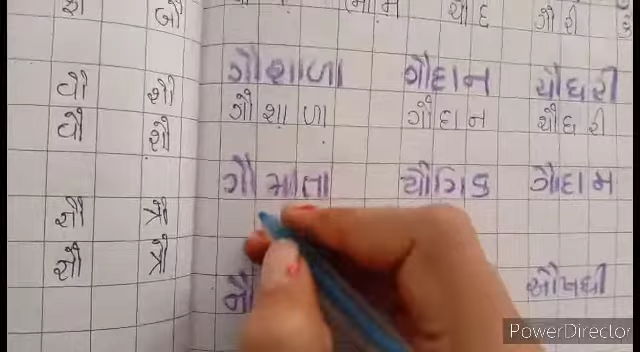 ગૌશાળા ગૌદાન ચૌધરી
વૌ શૌ ગૌશાળા ગૌદાન ચૌધરી
વૌ શૌ
ગૌમાતા યૌગિક ગૌદામ
સૌ પ્રૌ
સૌ પ્રૌ
ઔષધી
PowerDirector